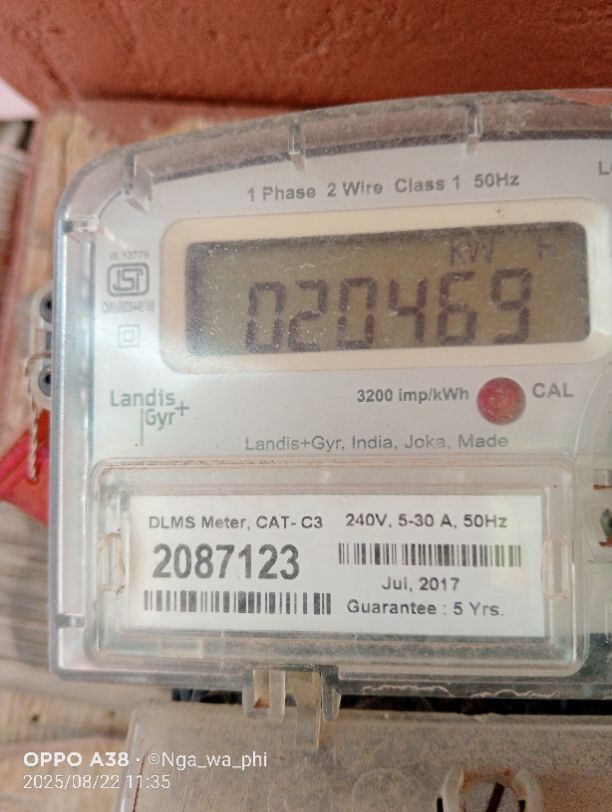 1 Phase 2 Wire Class 1 50Hz
IS 13779
KW H
020469
Landis
Gyr+
3200 imp/kWh CAL
Landis+Gyr, India, Joka, Made
DLMS Meter, CAT- C3 240V, 5-30 A, 50Hz
2087123
Jul, 2017
Guarantee : 5 Yrs.
OPPO A38 · ©Nga_wa_phi
2025/08/22 11:35